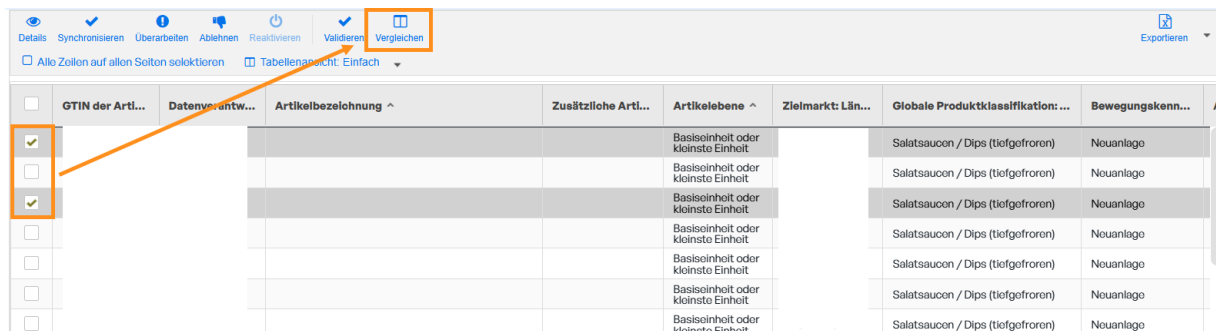 Details Synchronisieren Überarbeiten Ablehnen Reaktivieren Validieren Vergleichen Exportieren
Alle Zeilen auf allen Seiten selektieren Tabellenansicht: Einfach
GTIN der Arti... Datenverantw... Artikelbezeichnung Zusätzliche Arti... Artikelebene Zielmarkt: Län... Globale Produktklassifikation: ... Bewegungskenn...
Basiseinheit oder
kleinste Einheit Salatsaucen / Dips (tiefgefroren) Neuanlage
Basiseinheit oder
kleinste Einheit Salatsaucen / Dips (tiefgefroren) Neuanlage
Basiseinheit oder
kleinste Einheit Salatsaucen / Dips (tiefgefroren) Neuanlage
Basiseinheit oder
kleinste Einheit Salatsaucen / Dips (tiefgefroren) Neuanlage
Basiseinheit oder
kleinste Einheit Salatsaucen / Dips (tiefgefroren) Neuanlage
Basiseinheit oder
kleinste Einheit Salatsaucen / Dips (tiefgefroren) Neuanlage
Basiseinheit oder
kleinste Einheit Salatsaucen / Dips (tiefgefroren) Neuanlage